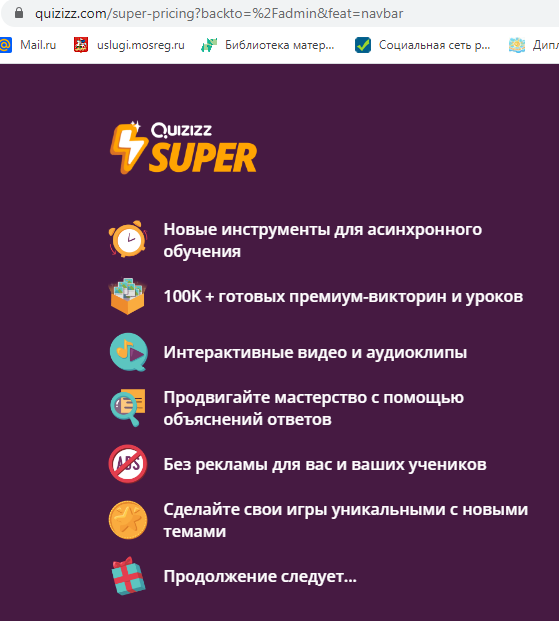 quizizz.com/super-pricing?backto=%2Fadmin&feat=navbar
@ Mail.ru uslugi.mosreg.ru Библиотека матер... Социальная сеть р... Дипл
Quizizz
SUPER
Новые инструменты для асинхронного
обучения
100K + готовых премиум-викторин и уроков
Интерактивные видео и аудиоклипы
Продвигайте мастерство с помощью
объяснений ответов
ADS
Без рекламы для вас и ваших учеников
Сделайте свои игры уникальными с новыми
темами
Продолжение следует...